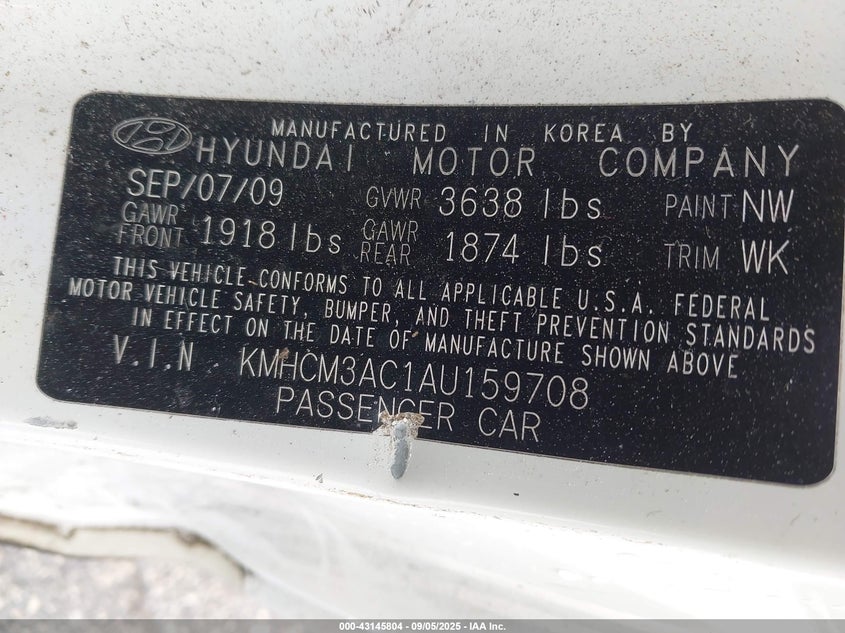 MANUFACTURED IN KOREA BY
HYUNDAI MOTOR COMPANY
SEP/07/09 GVWR 3638 lbs PAINT NW
GAWR FRONT 1918 lbs GAWR REAR 1874 lbs TRIM WK
THIS VEHICLE CONFORMS TO ALL APPLICABLE U.S.A. FEDERAL
MOTOR VEHICLE SAFETY, BUMPER, AND THEFT PREVENTION STANDARDS
IN EFFECT ON THE DATE OF MANUFACTURE SHOWN ABOVE
V.I.N KMHCM3AC1AU159708
PASSENGER CAR
000-43145804 - 09/05/2025 - IAA Inc.